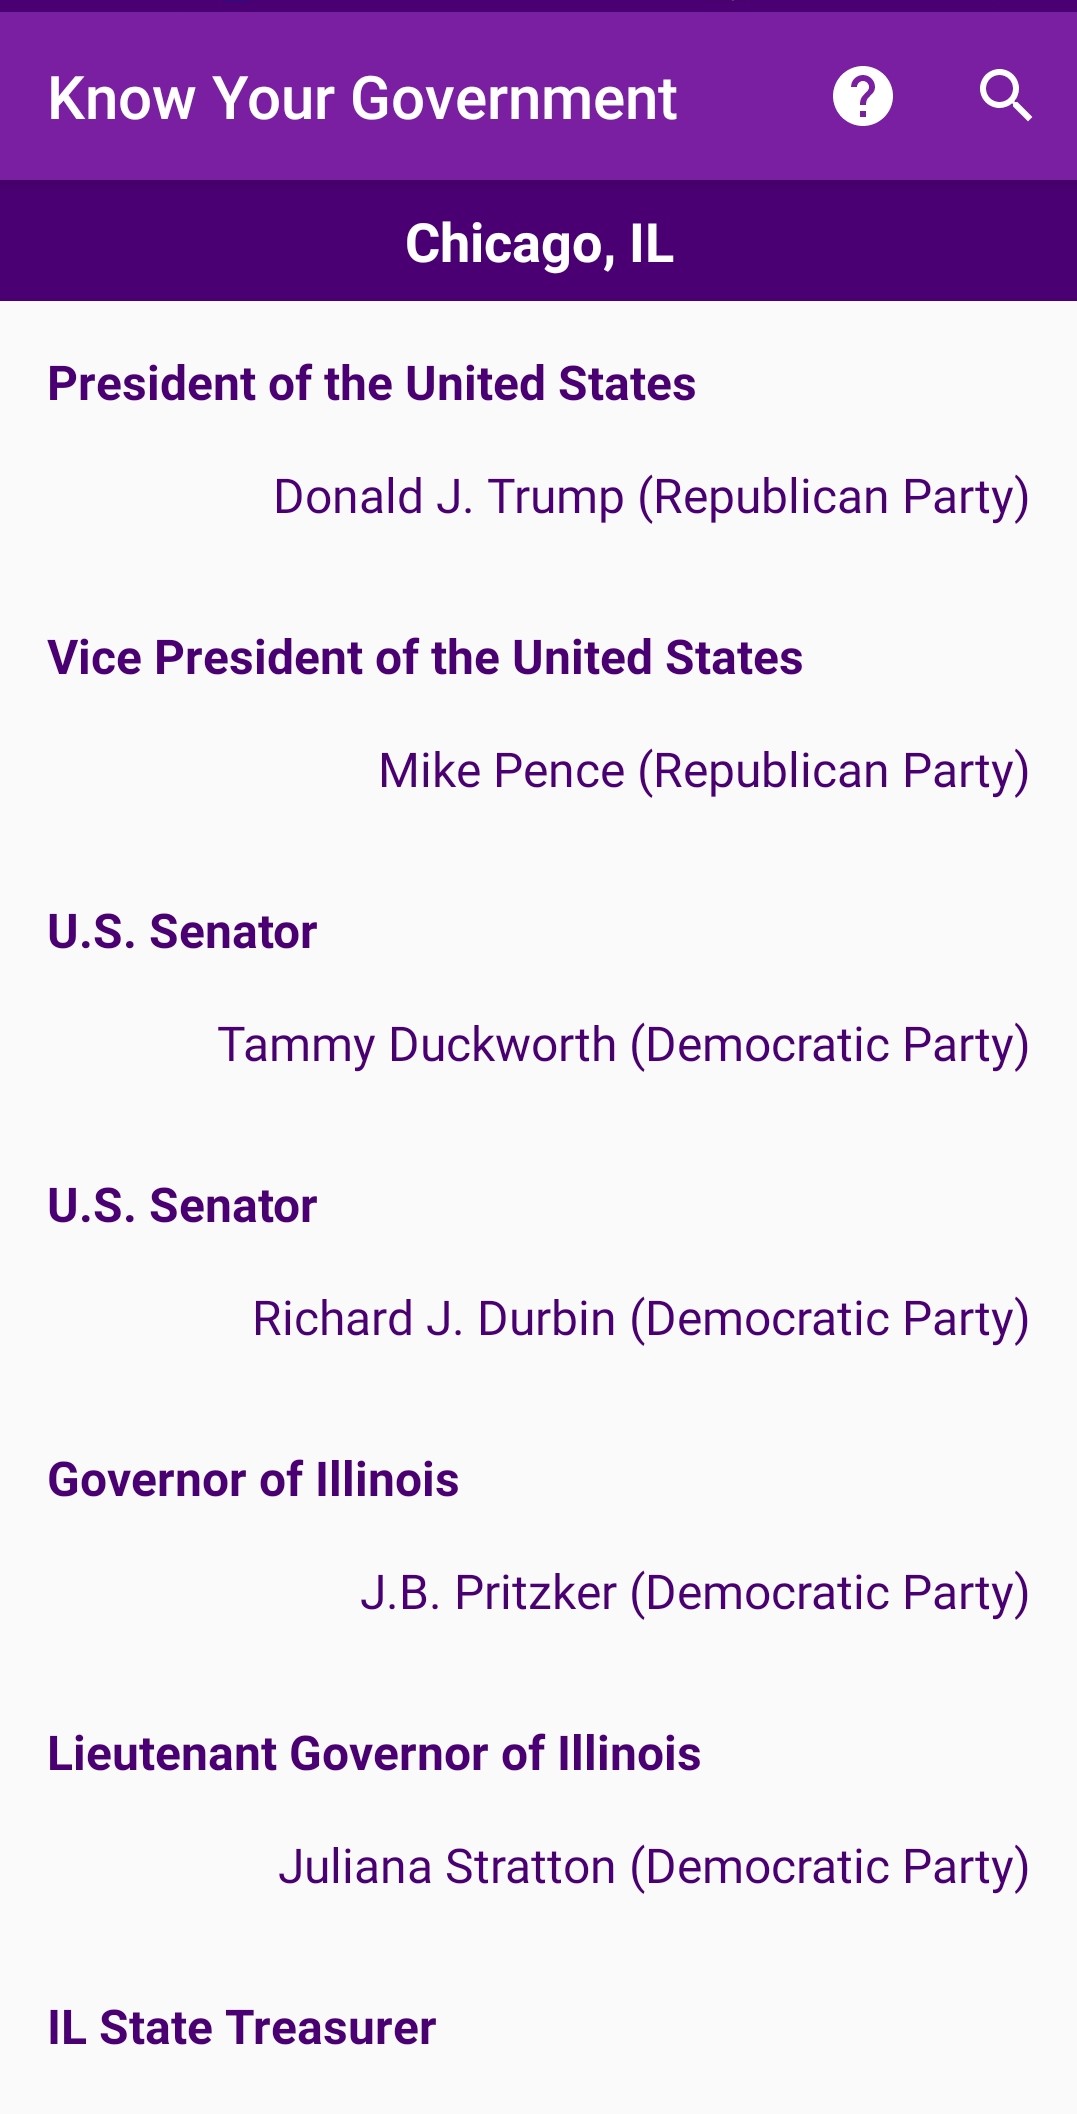 Know Your Government
Chicago, IL
President of the United States
Donald J. Trump (Republican Party)
Vice President of the United States
Mike Pence (Republican Party)
U.S. Senator
Tammy Duckworth (Democratic Party)
U.S. Senator
Richard J. Durbin (Democratic Party)
Governor of Illinois
J.B. Pritzker (Democratic Party)
Lieutenant Governor of Illinois
Juliana Stratton (Democratic Party)
IL State Treasurer